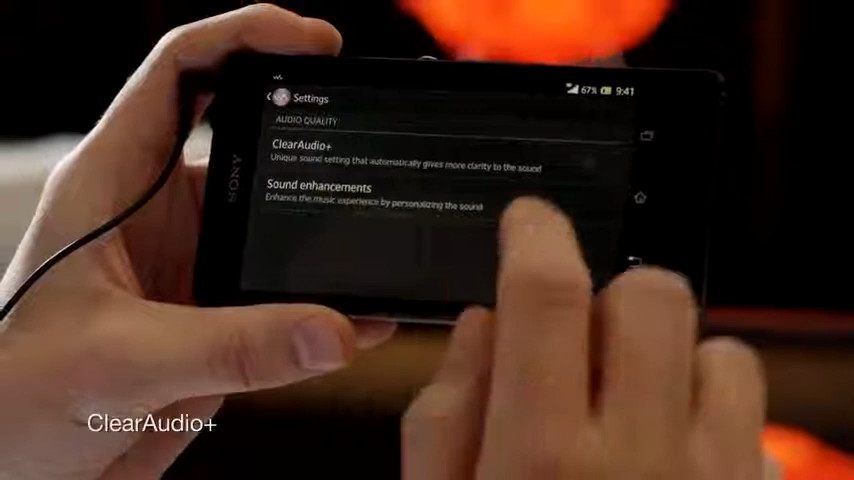 67% 9:41
Settings
AUDIO QUALITY
ClearAudio+
Unique sound setting that automatically gives more clarity to the sound
Sound enhancements
Enhance the music experience by personalizing the sound
SONY
ClearAudio+